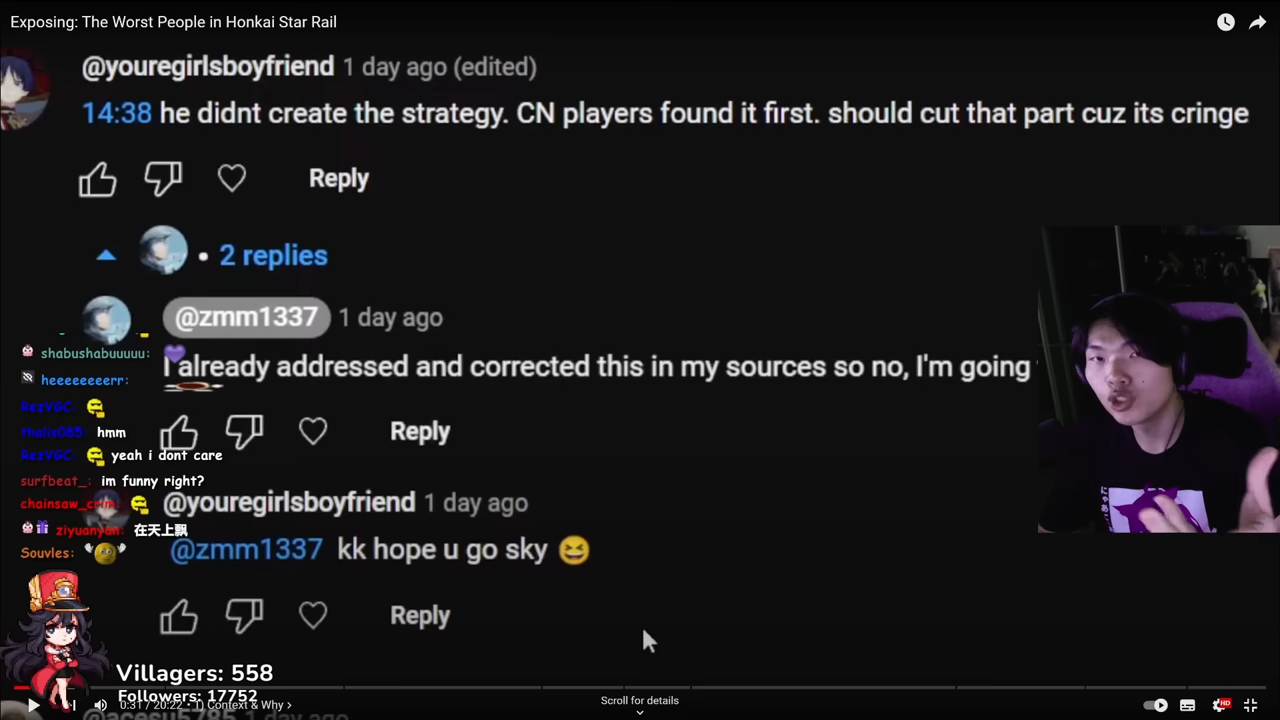 Exposing: The Worst People in Honkai Star Rail
@youregirlsboyfriend 1 day ago (edited)
14:38 he didnt create the strategy. CN players found it first. should cut that part cuz its cringe
Reply
2 replies
@zmm1337 1 day ago
I already addressed and corrected this in my sources so no, I'm going
Reply
@youregirlsboyfriend 1 day ago
@zmm1337 kk hope u go sky
Reply
shabushabuuuuu:
heeeeeeerr:
RezVGC:
thalis085: hmm
RezVGC: yeah i dont care
surfbeat_: im funny right?
ziyuanyan: 在天上飘
Souvles:
Villagers: 558
Followers: 17752
0:31 / 20:22 • 1) Context & Why
Scroll for details
HD